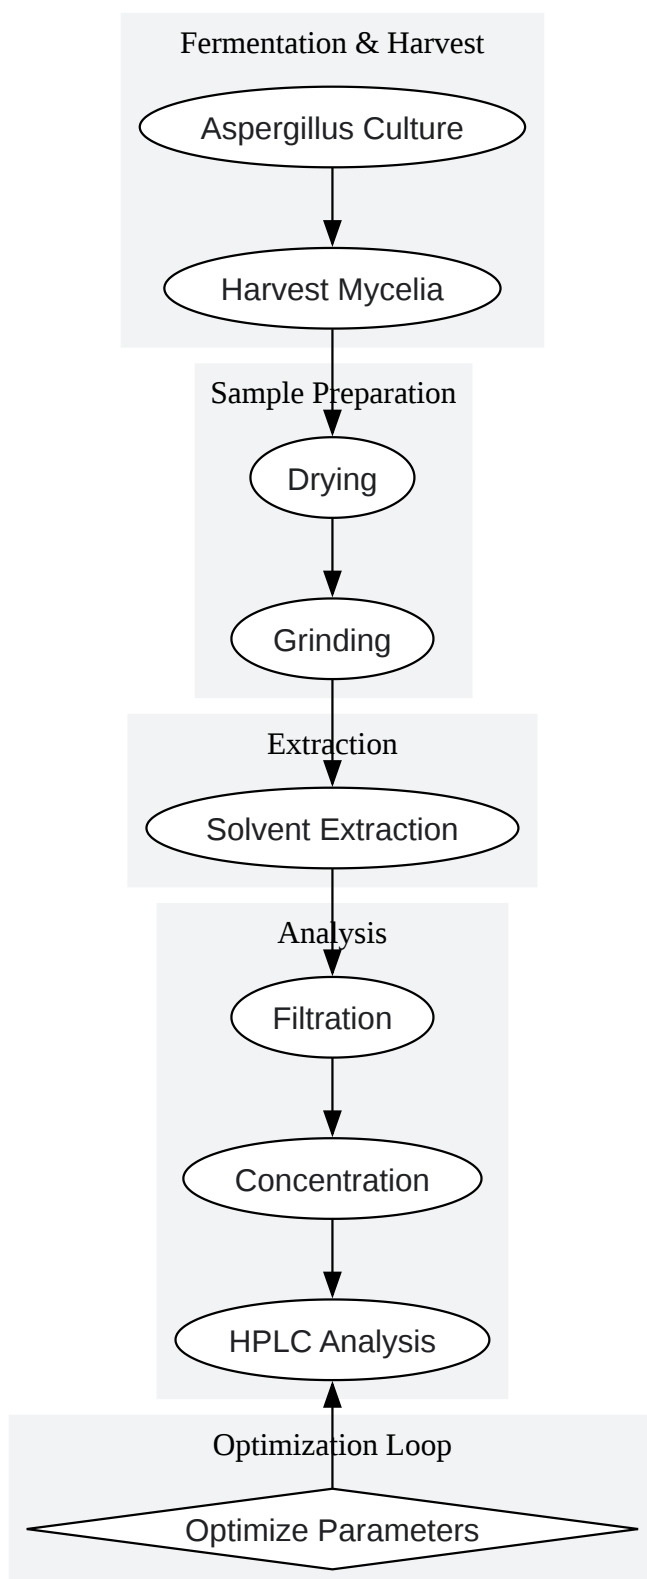 Fermentation & Harvest
Aspergillus Culture
Harvest Mycelia
Sample Preparation
Drying
Grinding
Extraction
Solvent Extraction
Analysis
Filtration
Concentration
HPLC Analysis
Optimization Loop
Optimize Parameters